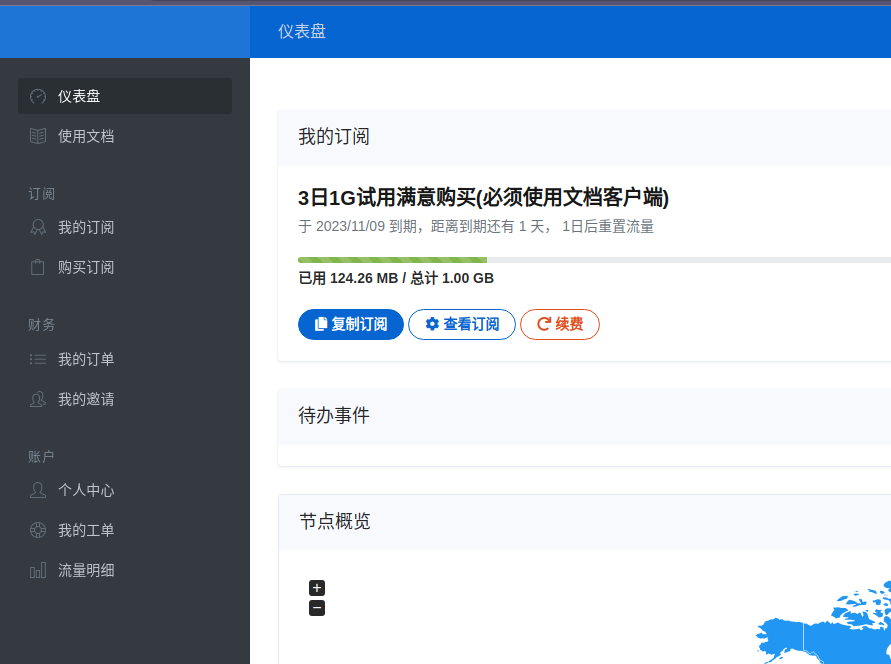 仪表盘
仪表盘
使用文档
订阅
我的订阅
购买订阅
财务
我的订单
我的邀请
账户
个人中心
我的工单
流量明细
我的订阅
3日1G试用满意购买(必须使用文档客户端)
于 2023/11/09 到期，距离到期还有 1 天， 1日后重置流量
已用 124.26 MB / 总计 1.00 GB
复制订阅 查看订阅 续费
待办事件
节点概览
+
−